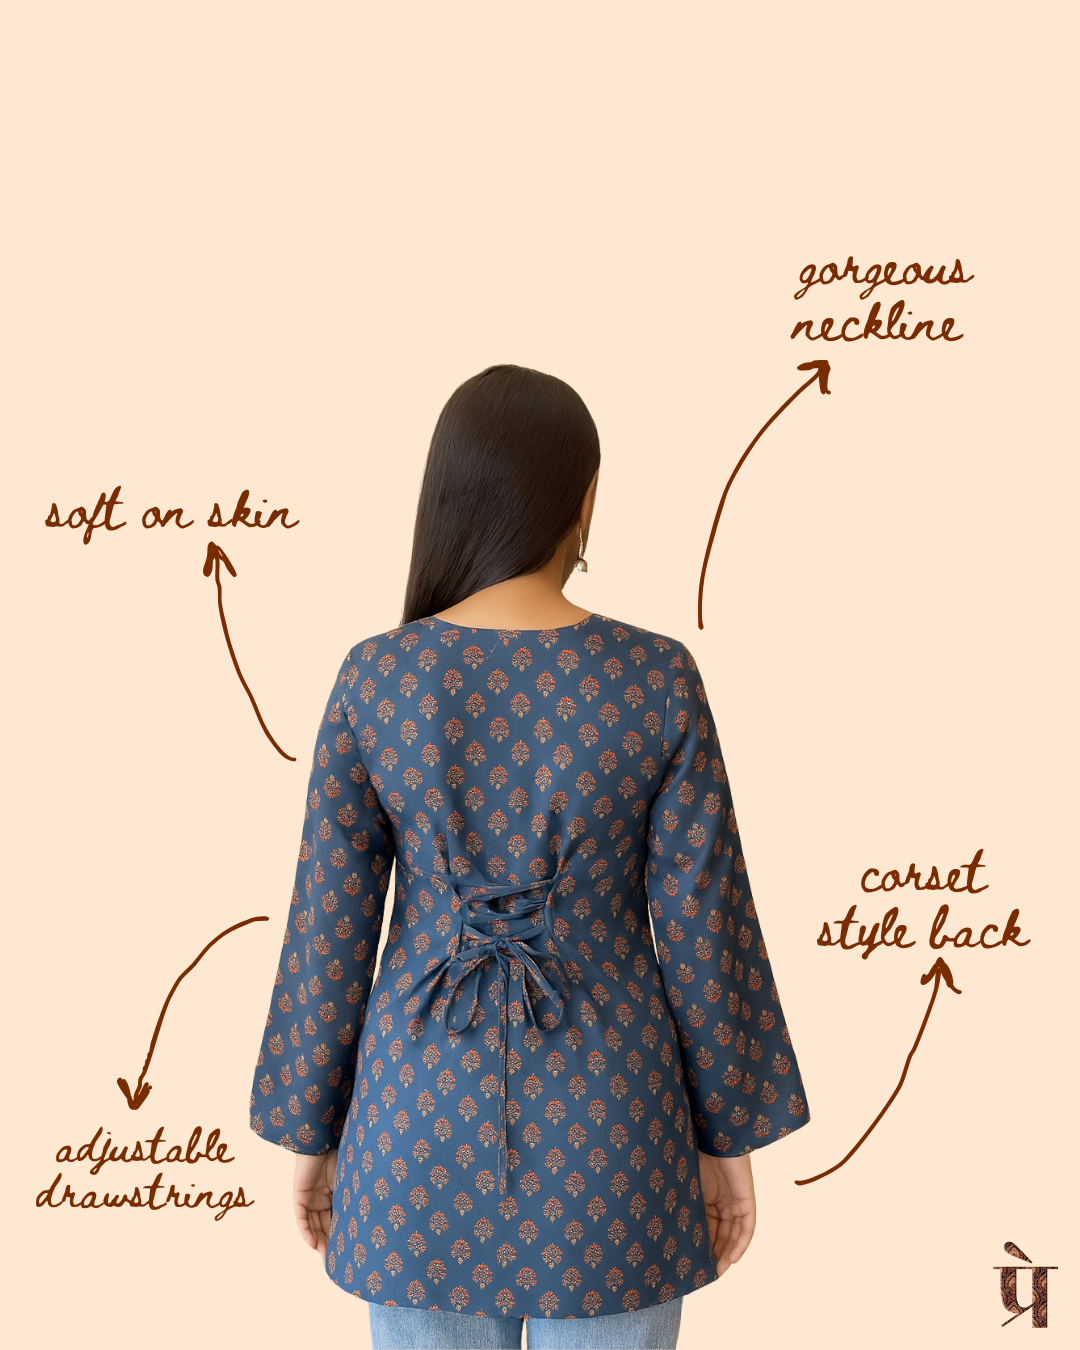 gorgeous
neckline
soft on skin
corset
style back
adjustable
drawstrings
प्रे